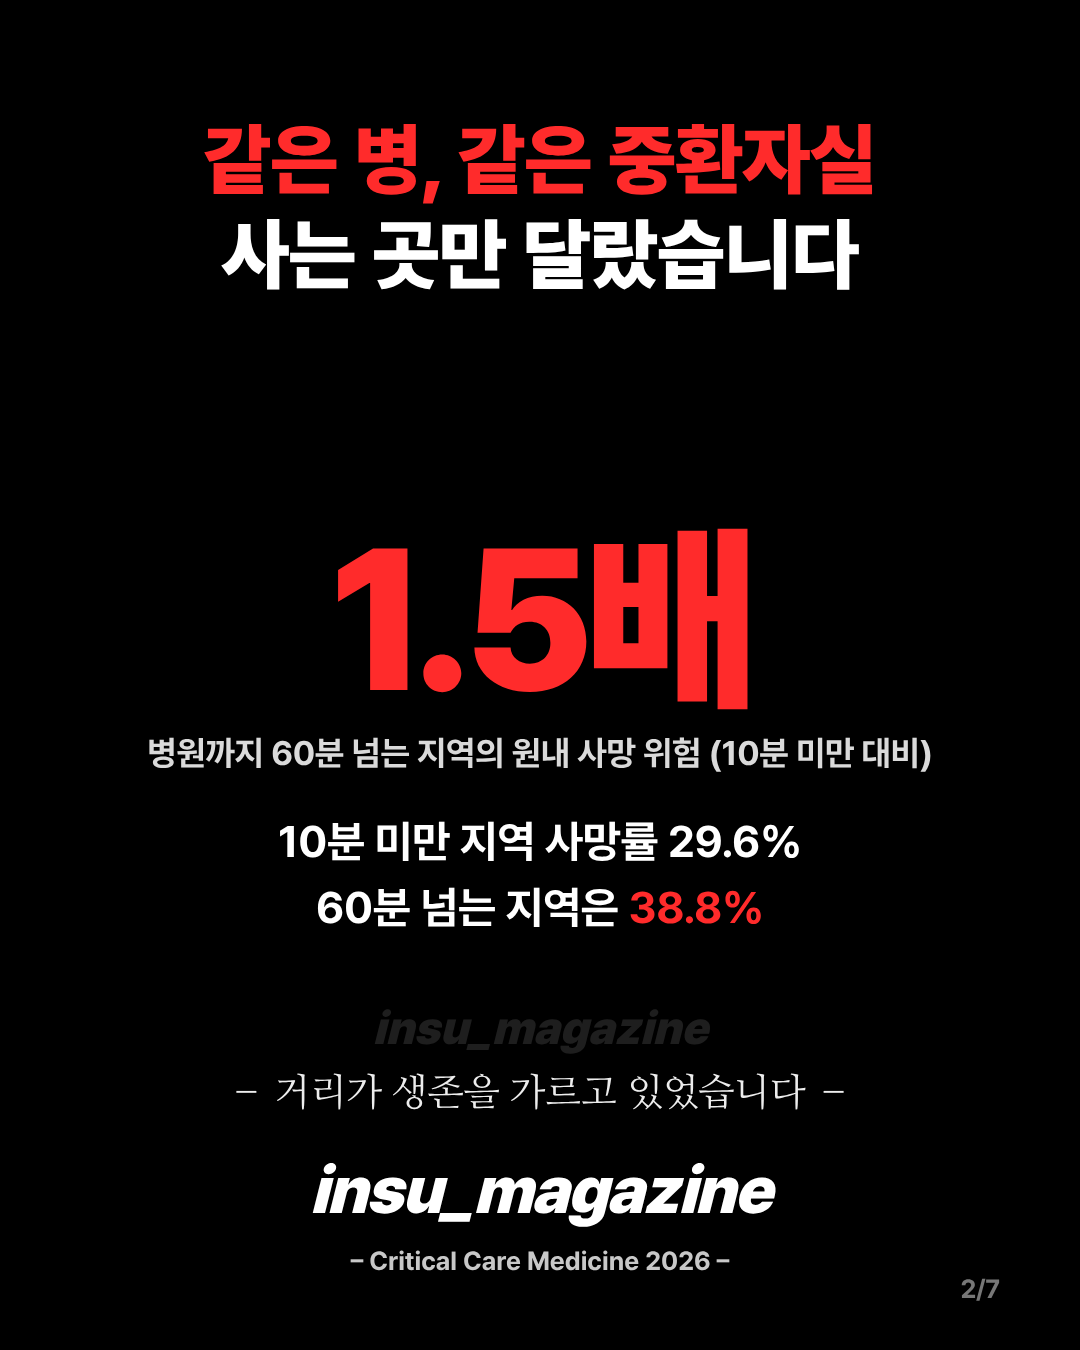 같은 병, 같은 중환자실
사는 곳만 달랐습니다
1.5배
병원까지 60분 넘는 지역의 원내 사망 위험 (10분 미만 대비)
10분 미만 지역 사망률 29.6%
60분 넘는 지역은 38.8%
insu_magazine
– 거리가 생존을 가르고 있었습니다 –
insu_magazine
– Critical Care Medicine 2026 –
2/7